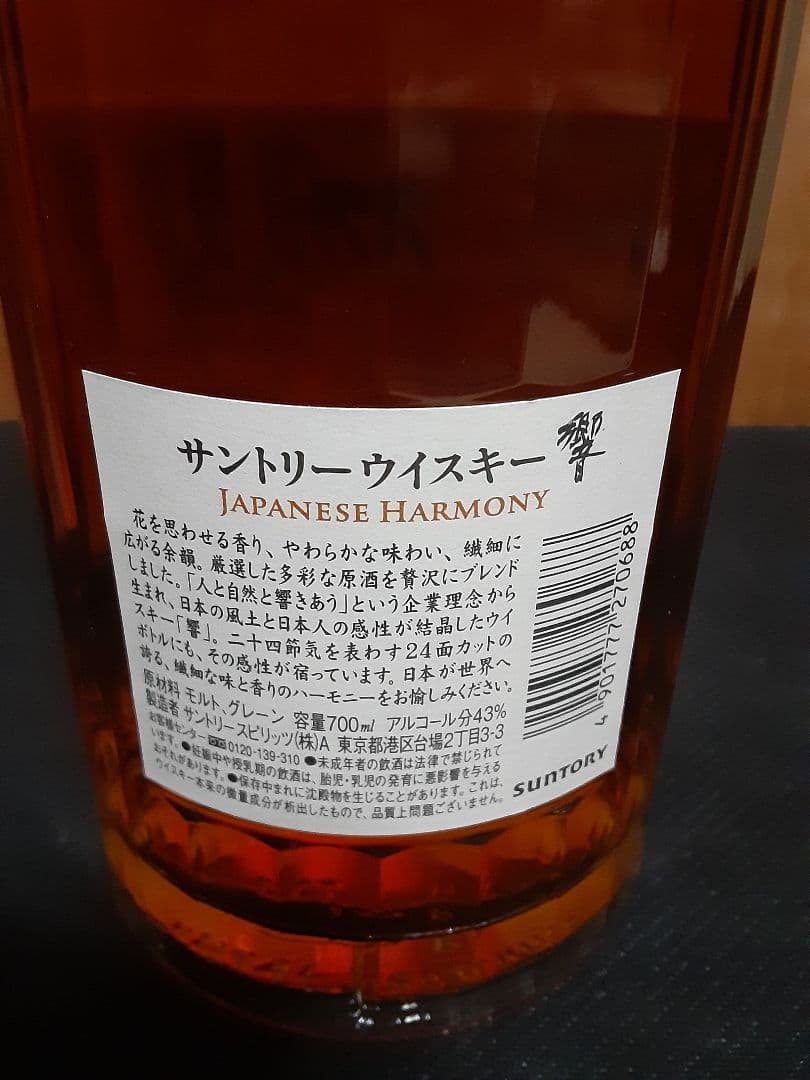 サントリーウイスキー 響
JAPANESE HARMONY
花を思わせる香り、やわらかな味わい、繊細に
広がる余韻。厳選した多彩な原酒を贅沢にブレンド
しました。「人と自然と響きあう」という企業理念から
生まれ、日本の風土と日本人の感性が結晶したウイ
スキー「響」。二十四節気を表わす24面カットの
ボトルにも、その感性が宿っています。日本が世界へ
誇る、繊細な味と香りのハーモニーをお愉しみください。
原材料 モルト、グレーン 容量700ml アルコール分43%
製造者 サントリースピリッツ(株)A 東京都港区台場2丁目3-3
お客様センター 0120-139-310 ●未成年者の飲酒は法律で禁じられて
います。●妊娠中や授乳期の飲酒は、胎児・乳児の発育に悪影響を与える
おそれがあります。●保存中まれに沈殿物を生じることがあります。これは、
ウイスキー本来の微量成分が析出したもので、品質上問題ございません。
SUNTORY
4 901777 270688